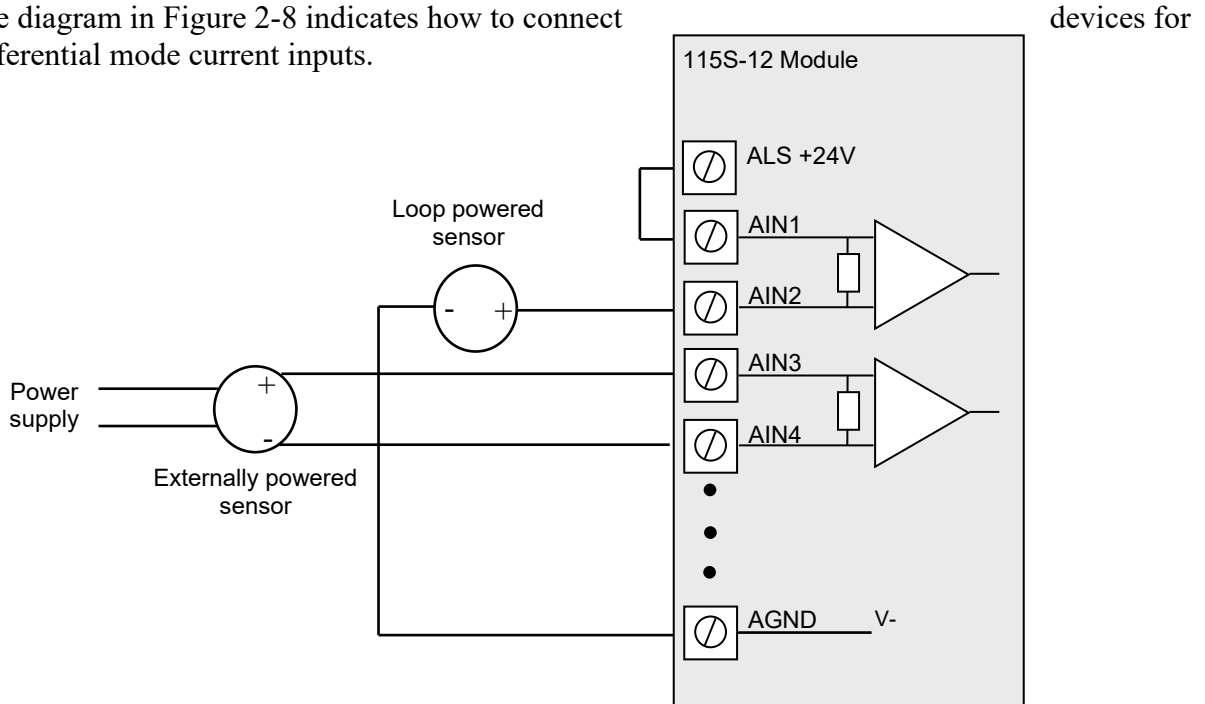 e diagram in Figure 2-8 indicates how to connect devices for
ferential mode current inputs.
115S-12 Module
ALS +24V
Loop powered
sensor
AIN1
- +
AIN2
AIN3
Power
supply
+
-
AIN4
Externally powered
sensor
AGND V-